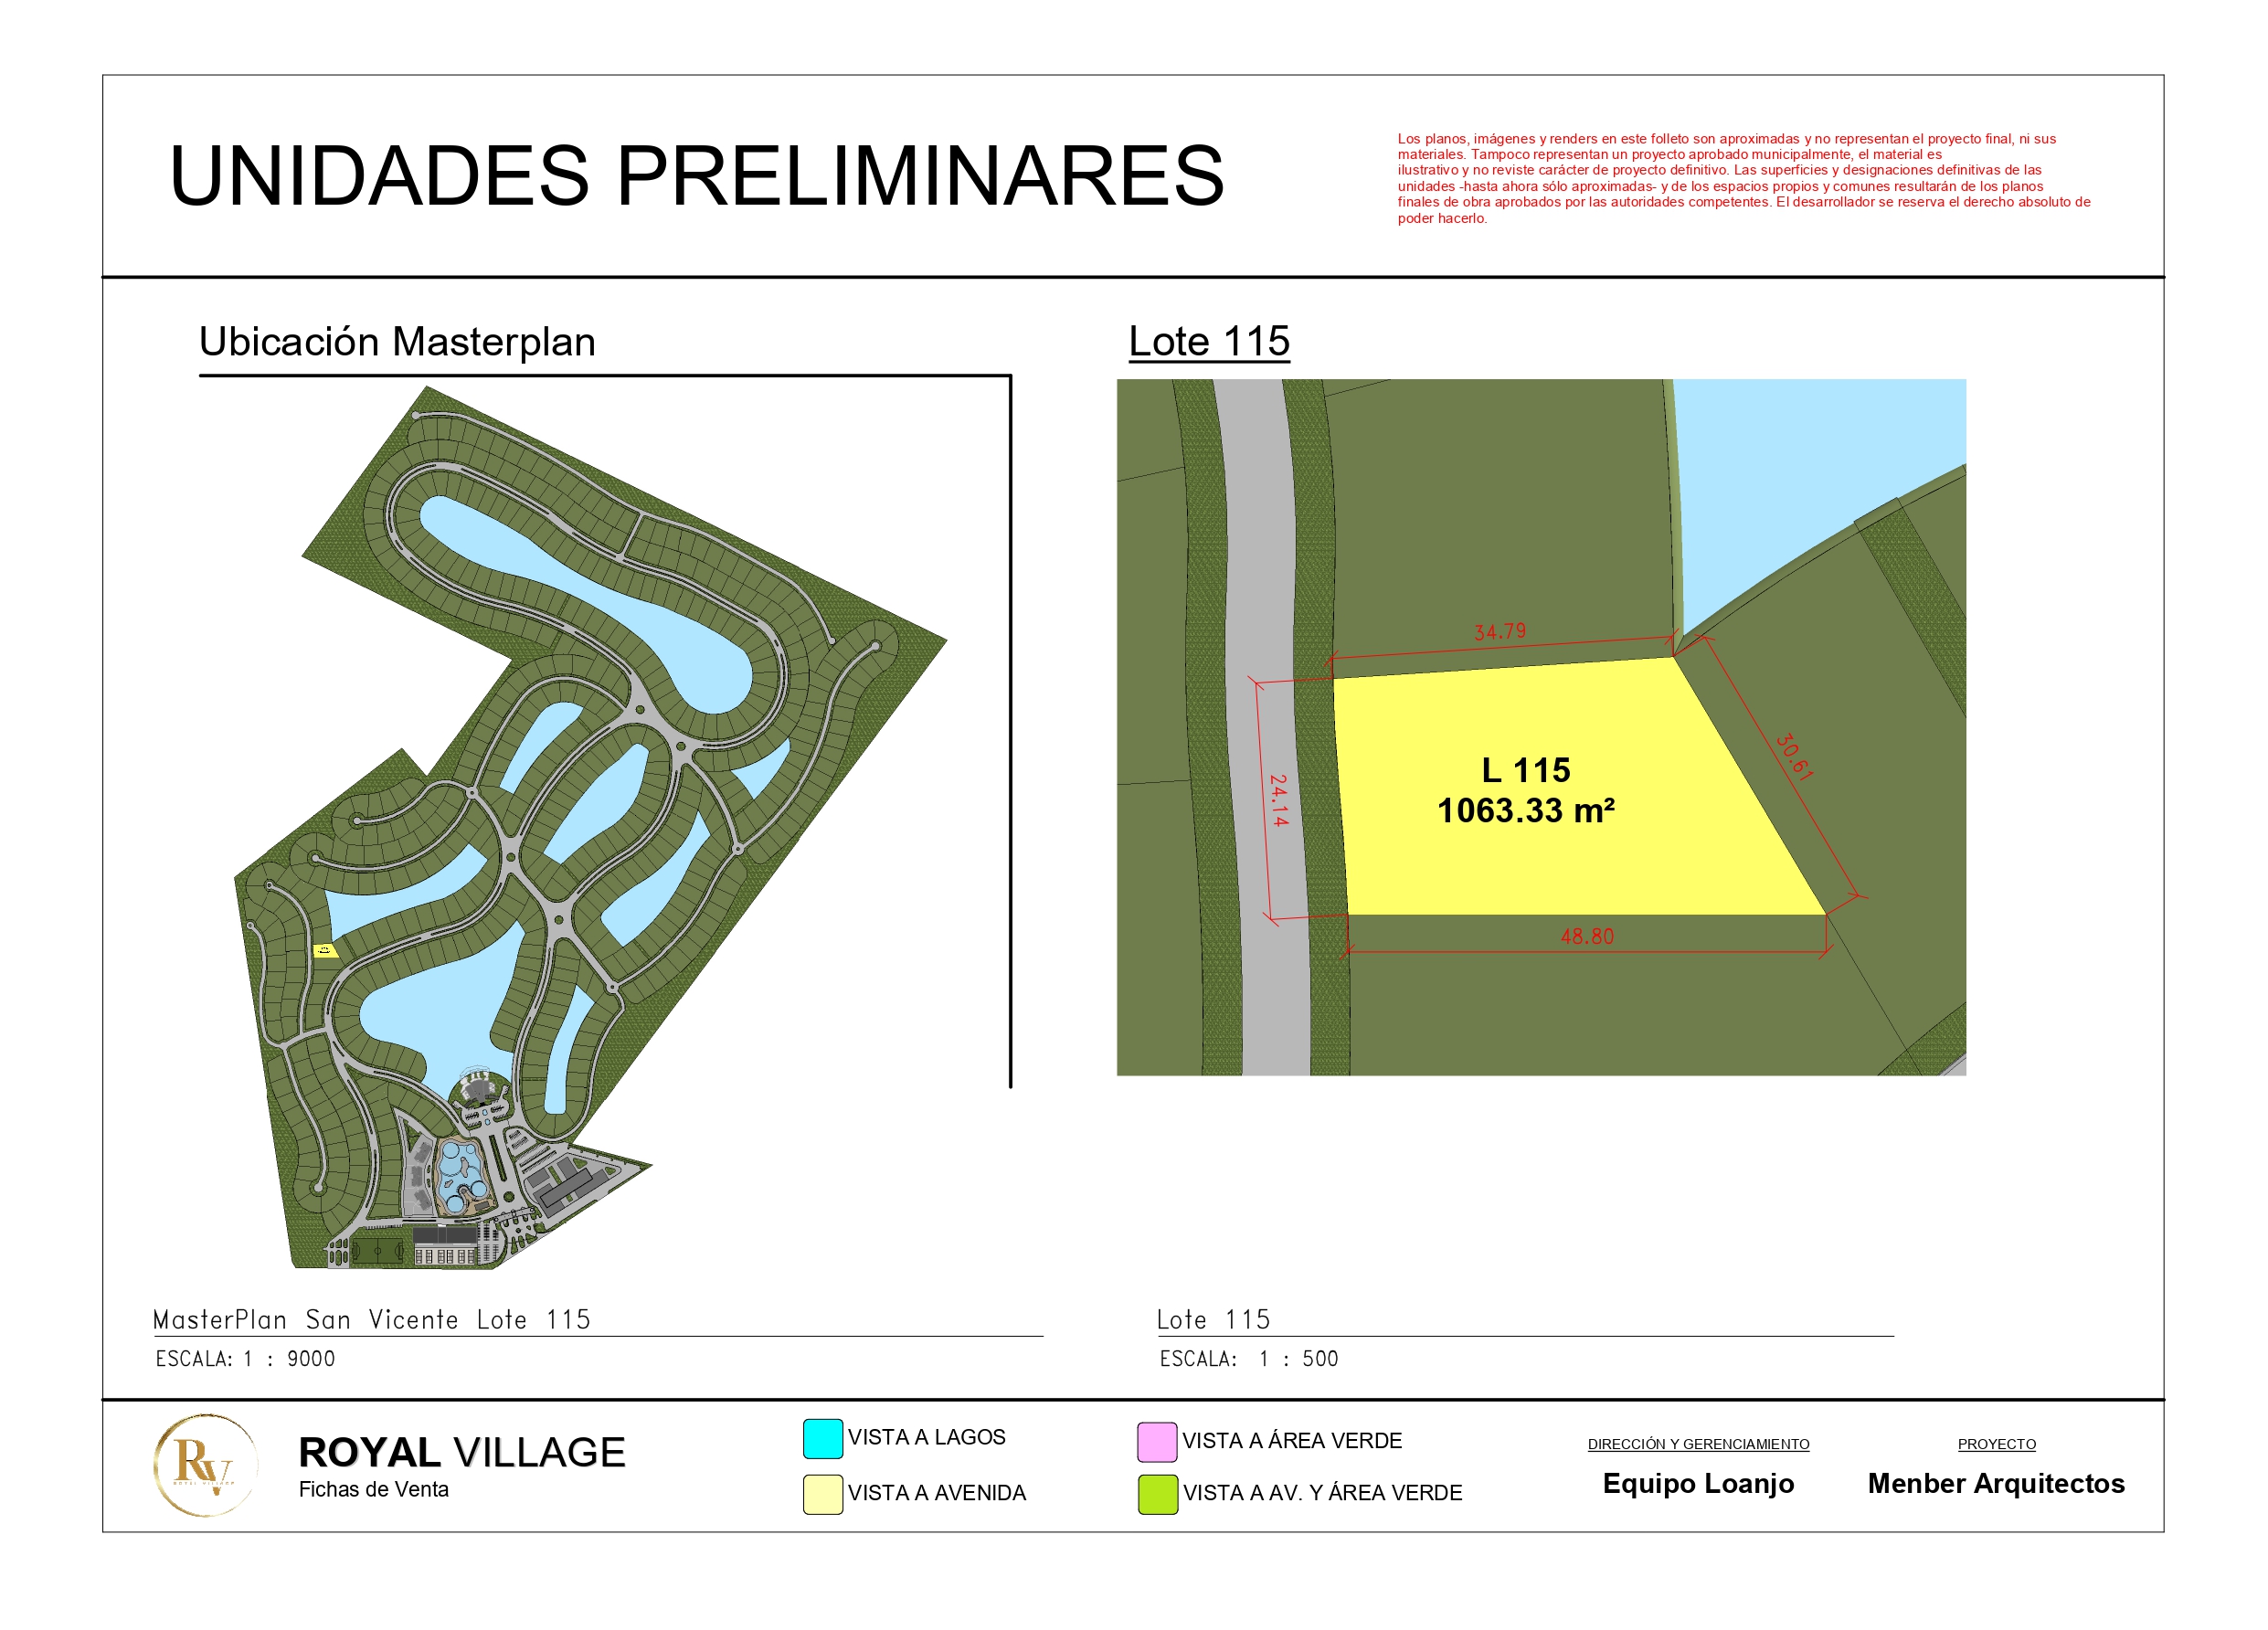 UNIDADES PRELIMINARES
Los planos, imágenes y renders en este folleto son aproximadas y no representan el proyecto final, ni sus
materiales. Tampoco representan un proyecto aprobado municipalmente, el material es
ilustrativo y no reviste carácter de proyecto definitivo. Las superficies y designaciones definitivas de las
unidades -hasta ahora sólo aproximadas- y de los espacios propios y comunes resultarán de los planos
finales de obra aprobados por las autoridades competentes. El desarrollador se reserva el derecho absoluto de
poder hacerlo.
Ubicación Masterplan
Lote 115
34.79
30.61
24.14
L 115
1063.33 m²
48.80
MasterPlan San Vicente Lote 115
ESCALA: 1 : 9000
Lote 115
ESCALA: 1 : 500
RV
ROYAL VILLAGE
ROYAL VILLAGE
Fichas de Venta
VISTA A LAGOS
VISTA A AVENIDA
VISTA A ÁREA VERDE
VISTA A AV. Y ÁREA VERDE
DIRECCIÓN Y GERENCIAMIENTO
Equipo Loanjo
PROYECTO
Menber Arquitectos